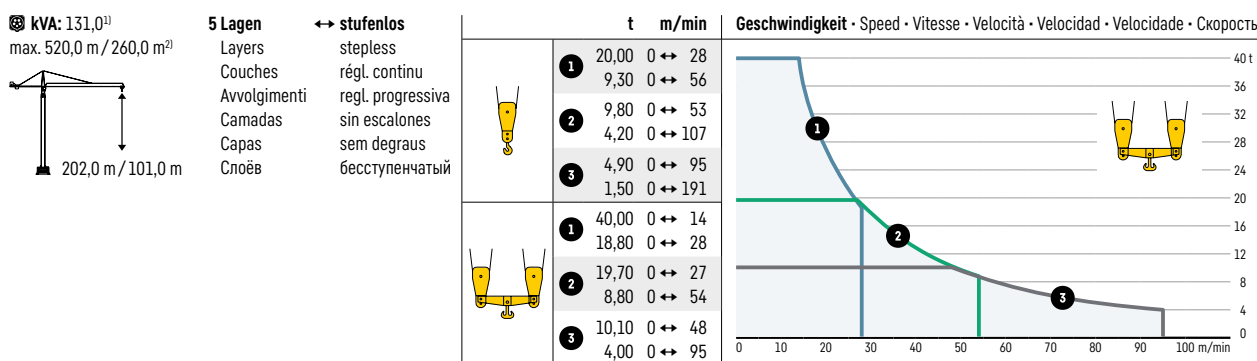 kVA: 131,0¹⁾
max. 520,0 m / 260,0 m²⁾
202,0 m / 101,0 m
5 Lagen ↔ stufenlos
Layers stepless
Couches régl. continu
Avvolgimenti regl. progressiva
Camadas sin escalones
Capas sem degraus
Слоёв бесступенчатый
t m/min
1 20,00 0 ↔ 28
9,30 0 ↔ 56
2 9,80 0 ↔ 53
4,20 0 ↔ 107
3 4,90 0 ↔ 95
1,50 0 ↔ 191
1 40,00 0 ↔ 14
18,80 0 ↔ 28
2 19,70 0 ↔ 27
8,80 0 ↔ 54
3 10,10 0 ↔ 48
4,00 0 ↔ 95
Geschwindigkeit · Speed · Vitesse · Velocità · Velocidad · Velocidade · Скорость
40 t
36
32
28
24
20
16
12
8
4
0
1
2
3
0 10 20 30 40 50 60 70 80 90 100 m/min